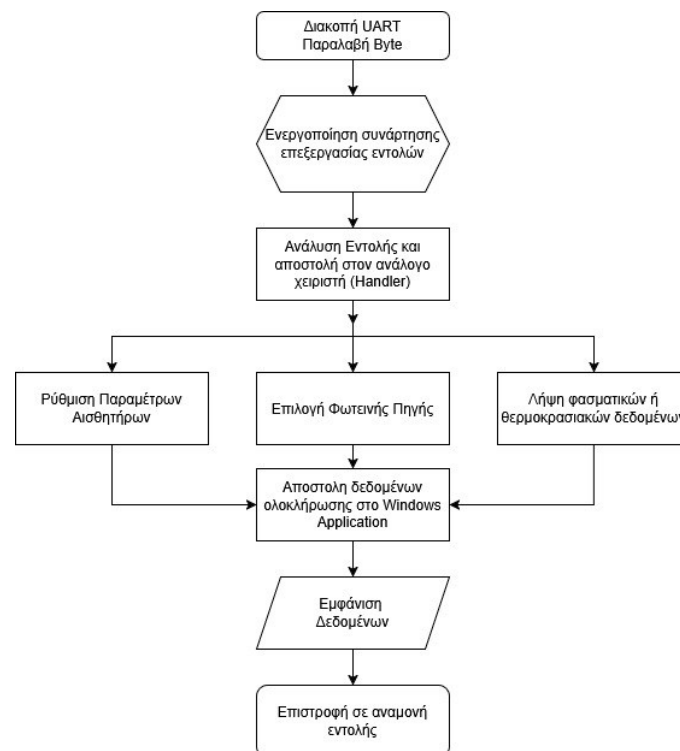 Διακοπή UART
Παραλαβή Byte
Ενεργοποίηση συνάρτησης
επεξεργασίας εντολών
Ανάλυση Εντολής και
αποστολή στον ανάλογο
χειριστή (Handler)
Ρύθμιση Παραμέτρων
Αισθητήρων
Επιλογή Φωτεινής Πηγής
Λήψη φασματικών ή
θερμοκρασιακών δεδομένων
Αποστολη δεδομένων
ολοκλήρωσης στο Windows
Application
Εμφάνιση
Δεδομένων
Επιστροφή σε αναμονή
εντολής